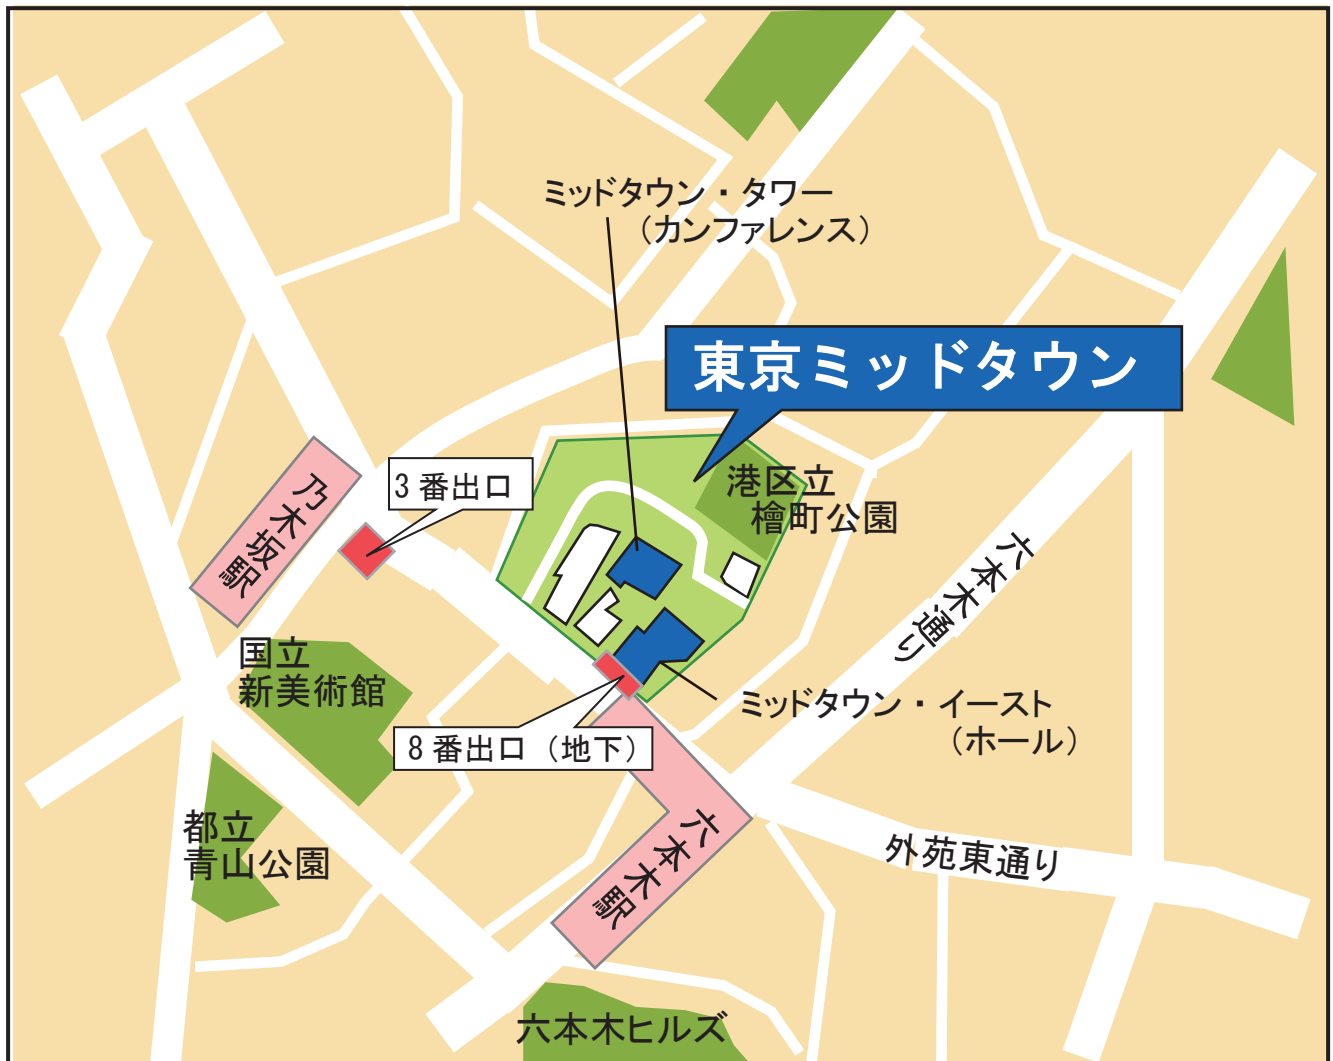 ミッドタウン・タワー
（カンファレンス）
東京ミッドタウン
3番出口
港区立
檜町公園
乃木坂駅
六本木通り
国立
新美術館
ミッドタウン・イースト
（ホール）
8番出口（地下）
都立
青山公園
六本木駅
外苑東通り
六本木ヒルズ